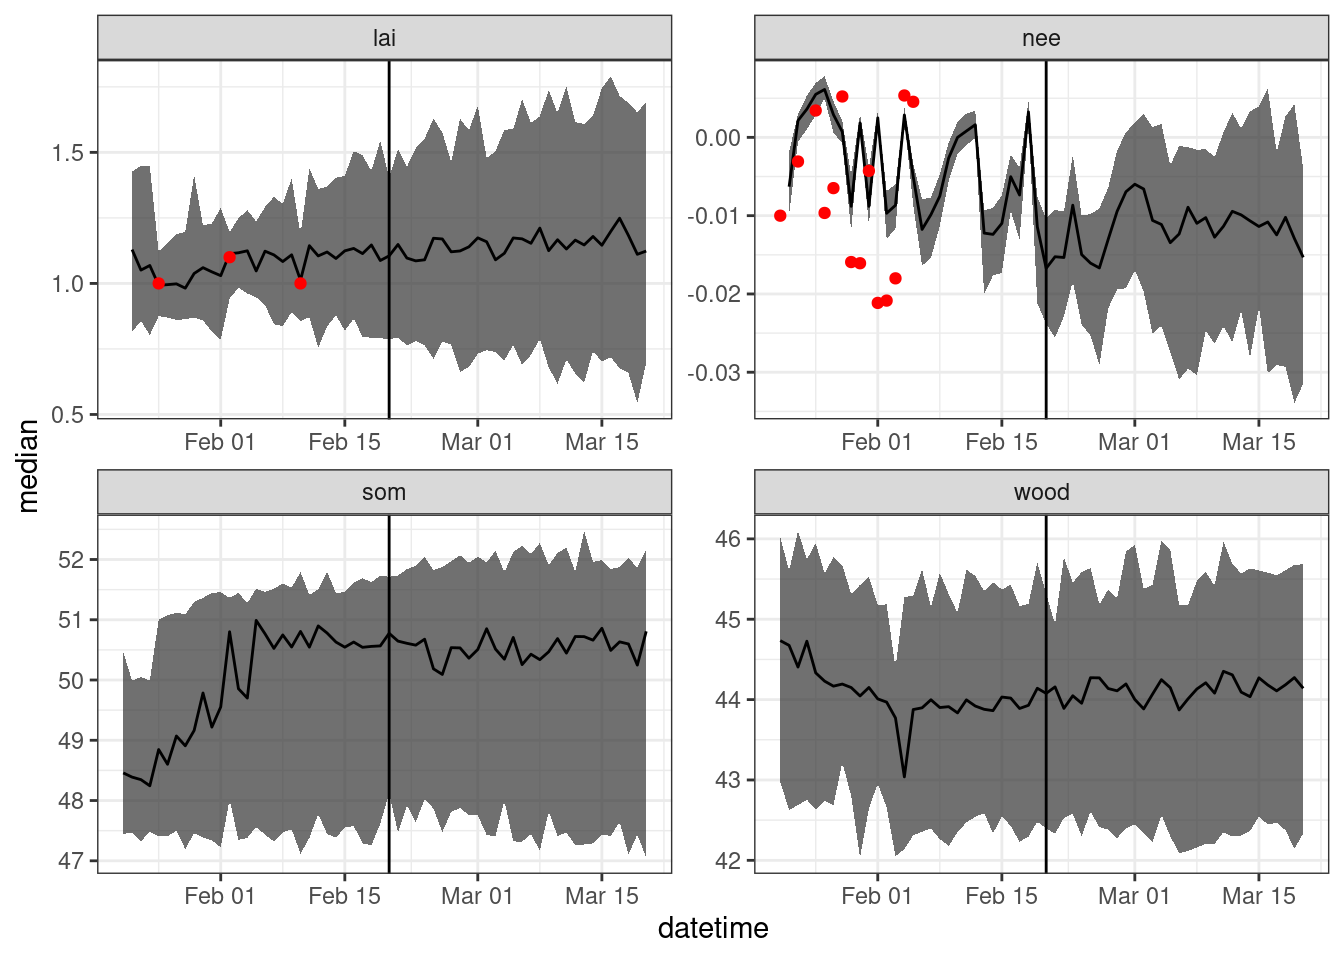 lai
nee
1.5
1.0
0.5
0.00
-0.01
-0.02
-0.03
Feb 01 Feb 15 Mar 01 Mar 15
Feb 01 Feb 15 Mar 01 Mar 15
median
som
wood
52
51
50
49
48
47
46
45
44
43
42
Feb 01 Feb 15 Mar 01 Mar 15
Feb 01 Feb 15 Mar 01 Mar 15
datetime